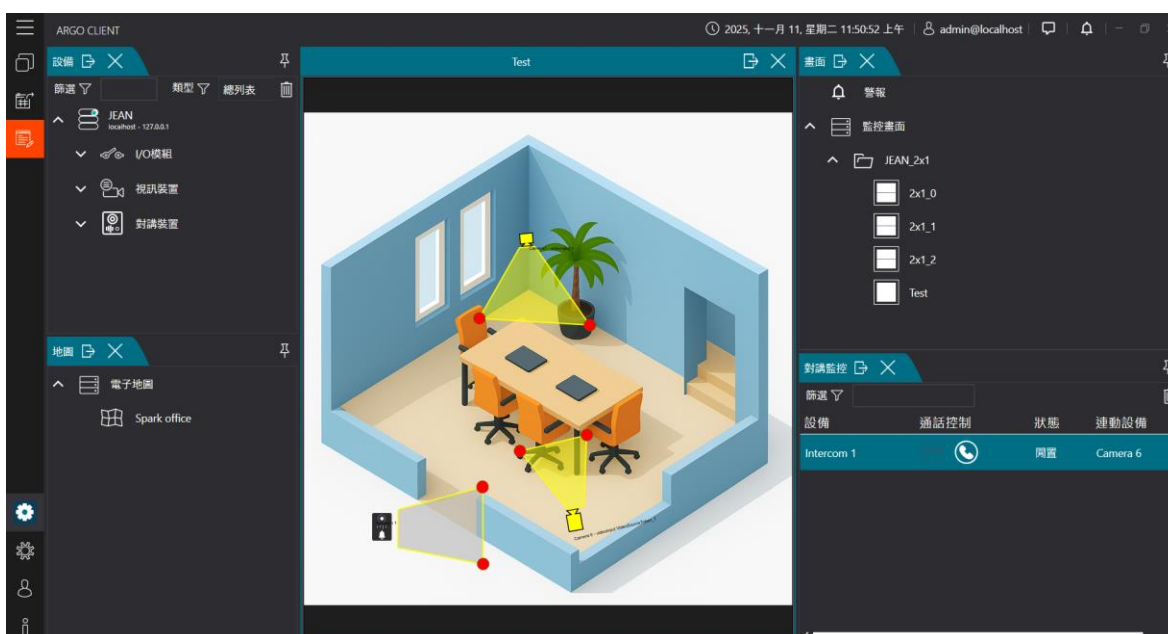 ARGO CLIENT
2025, 十一月 11, 星期二 11:50:52 上午
admin@localhost
設備
篩選
類型
總列表
JEAN
localhost - 127.0.0.1
I/O模組
視訊裝置
對講裝置
地圖
電子地圖
Spark office
Test
畫面
警報
監控畫面
JEAN_2x1
2x1_0
2x1_1
2x1_2
Test
對講監控
篩選
設備 通話控制 狀態 連動設備
Intercom 1 閒置 Camera 6